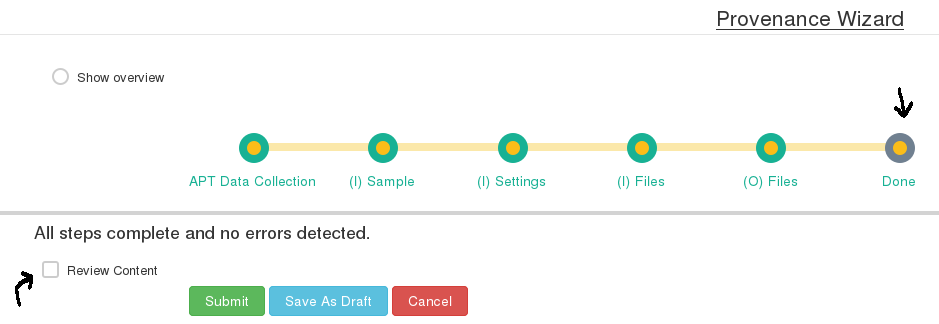 Provenance Wizard
Show overview
APT Data Collection (I) Sample (I) Settings (I) Files (O) Files Done
All steps complete and no errors detected.
Review Content
Submit Save As Draft Cancel